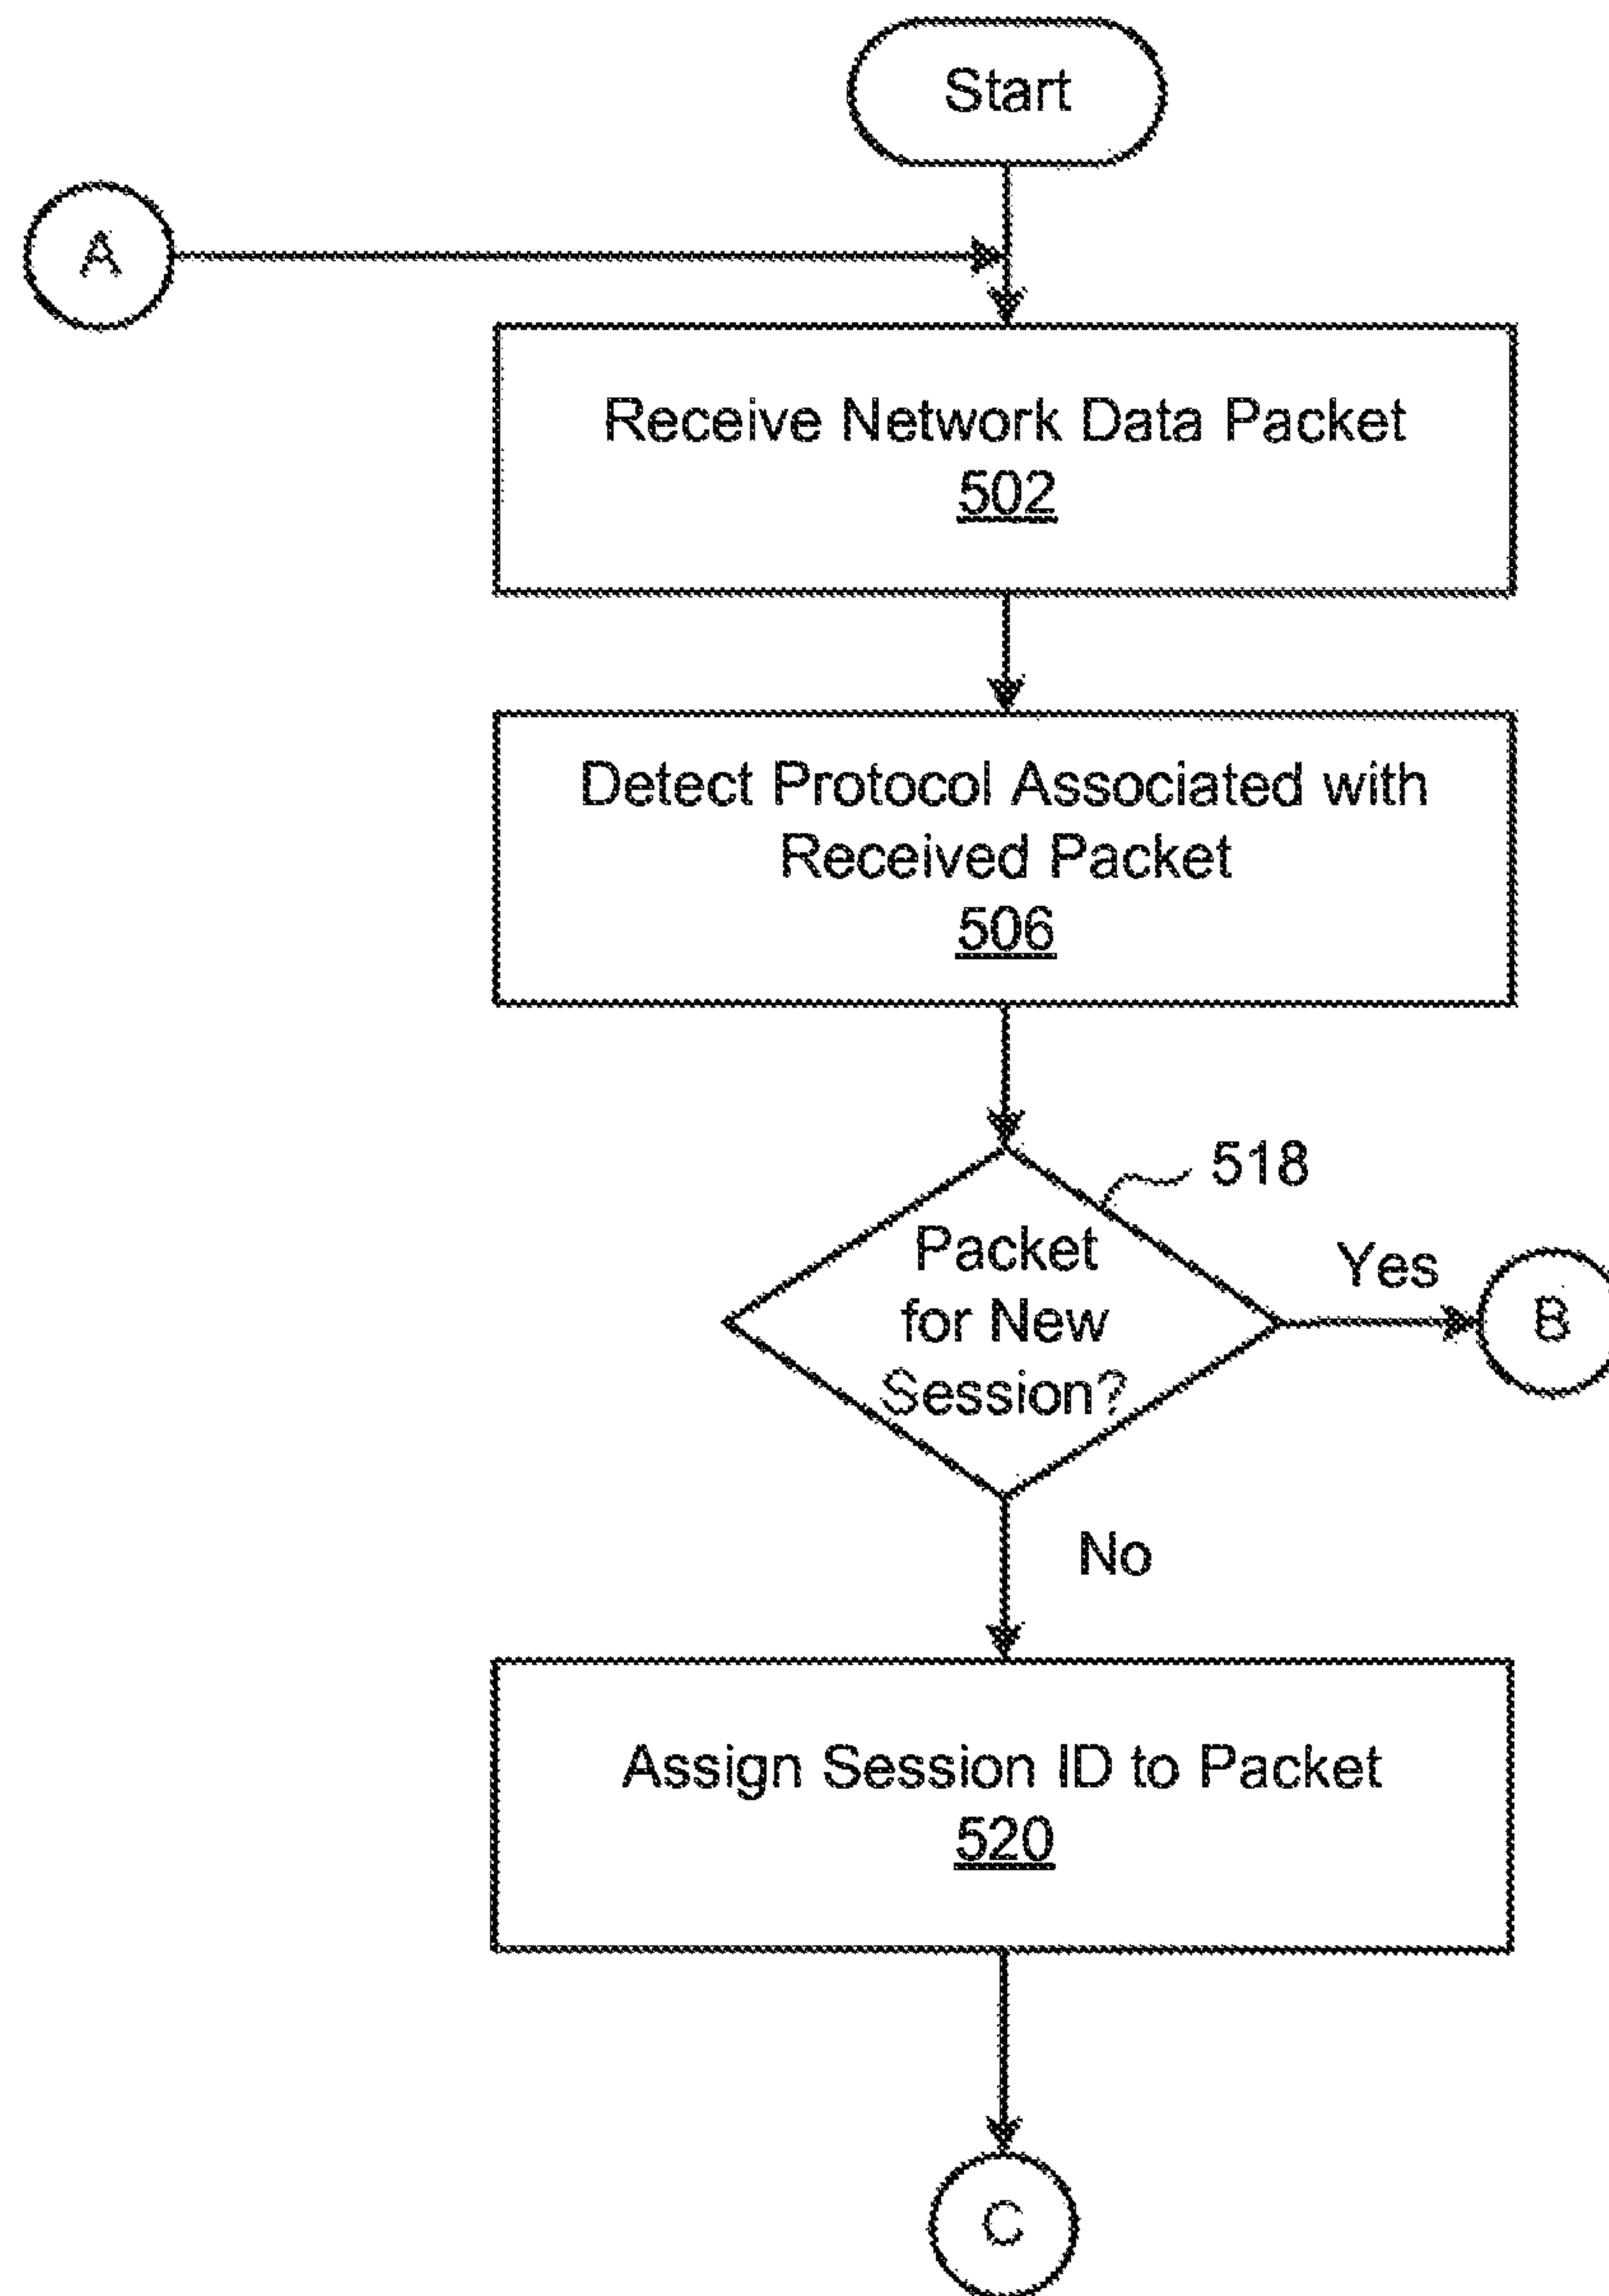 Start
A
Receive Network Data Packet
502
Detect Protocol Associated with
Received Packet
506
518
Packet
for New
Session?
Yes
B
No
Assign Session ID to Packet
520
C